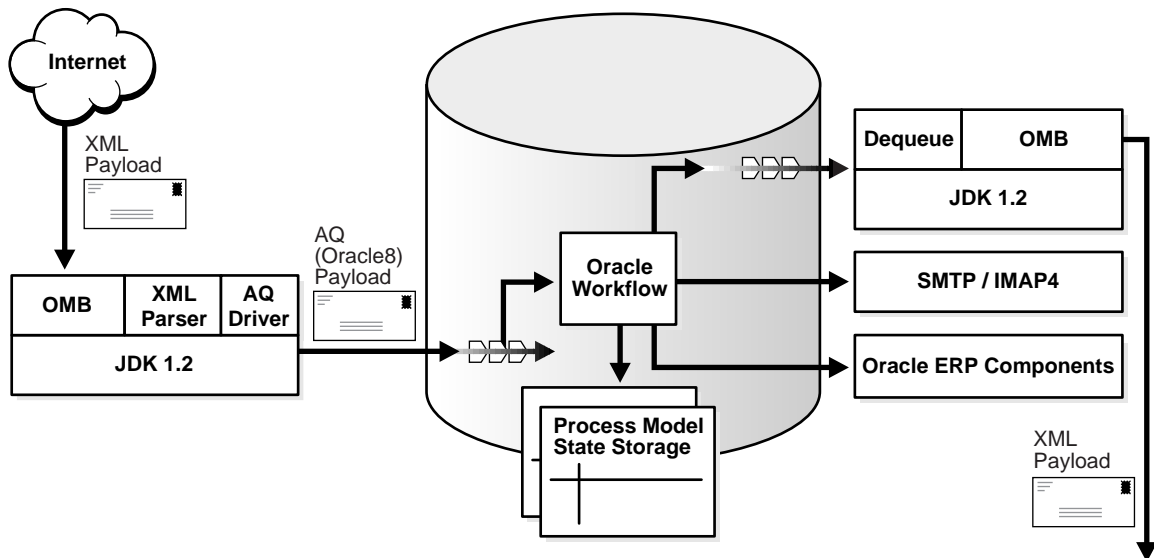 Internet
XML
Payload
OMB
XML
Parser
AQ
Driver
JDK 1.2
AQ
(Oracle8)
Payload
Oracle
Workflow
Process Model
State Storage
Dequeue
OMB
JDK 1.2
SMTP / IMAP4
Oracle ERP Components
XML
Payload